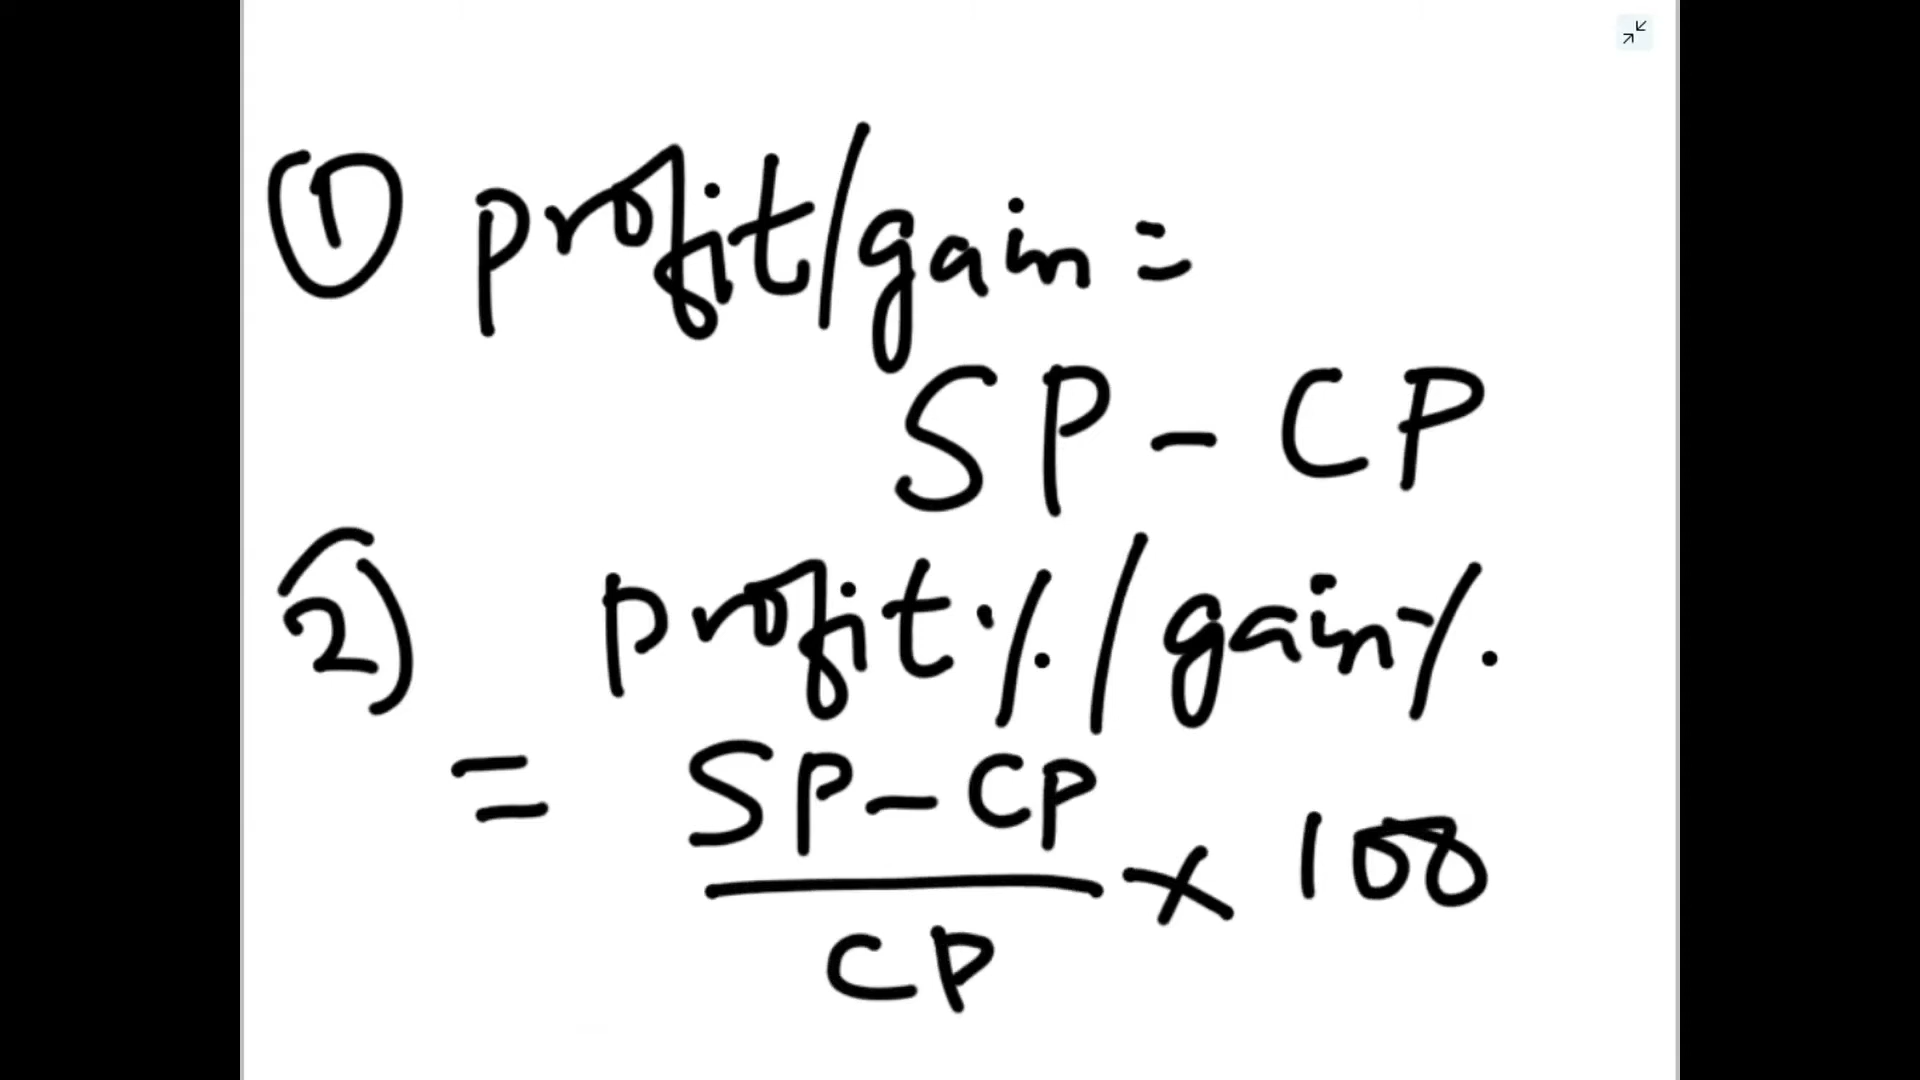 ① profit/gain =
SP - CP
2) profit % / gain %
= SP - CP
× 100
CP